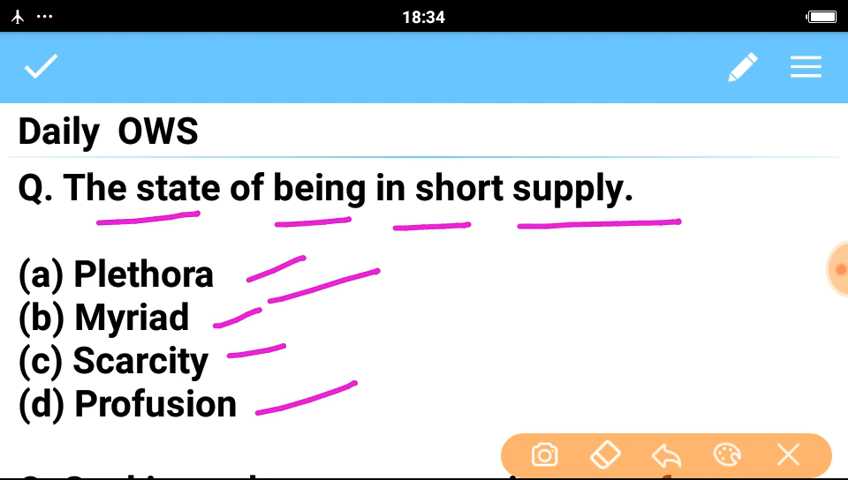 18:34
Daily OWS
Q. The state of being in short supply.
(a) Plethora
(b) Myriad
(c) Scarcity
(d) Profusion